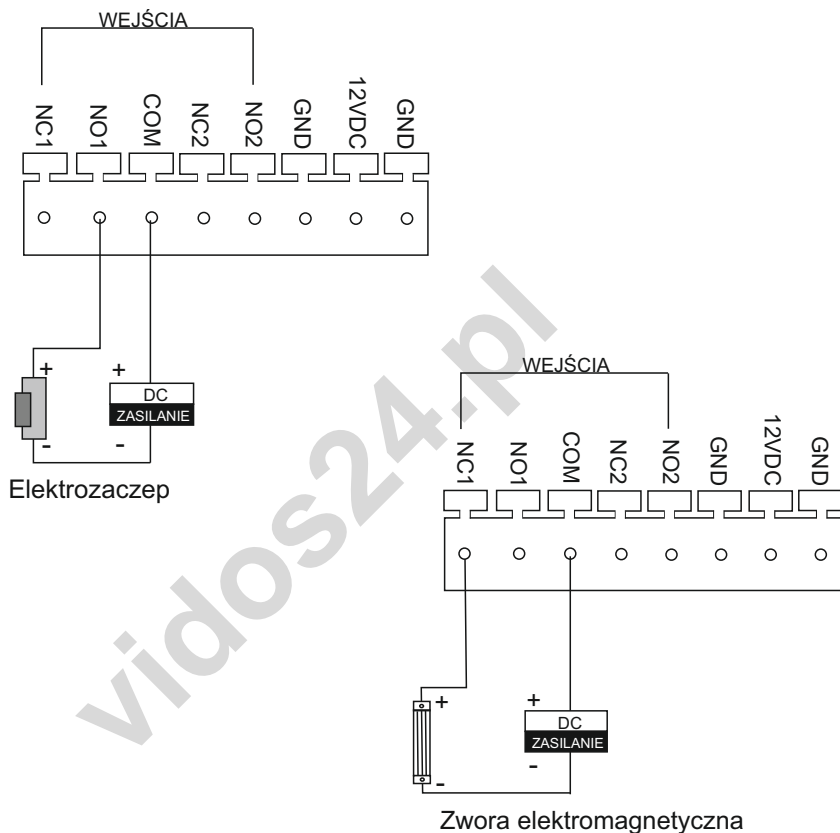 WEJŚCIA
NC1 NO1 COM NC2 NO2 GND 12VDC GND
+ +
DC
ZASILANIE
- -
Elektrozaczep
WEJŚCIA
NC1 NO1 COM NC2 NO2 GND 12VDC GND
+ +
DC
ZASILANIE
- -
Zwora elektromagnetyczna
vidos24.pl